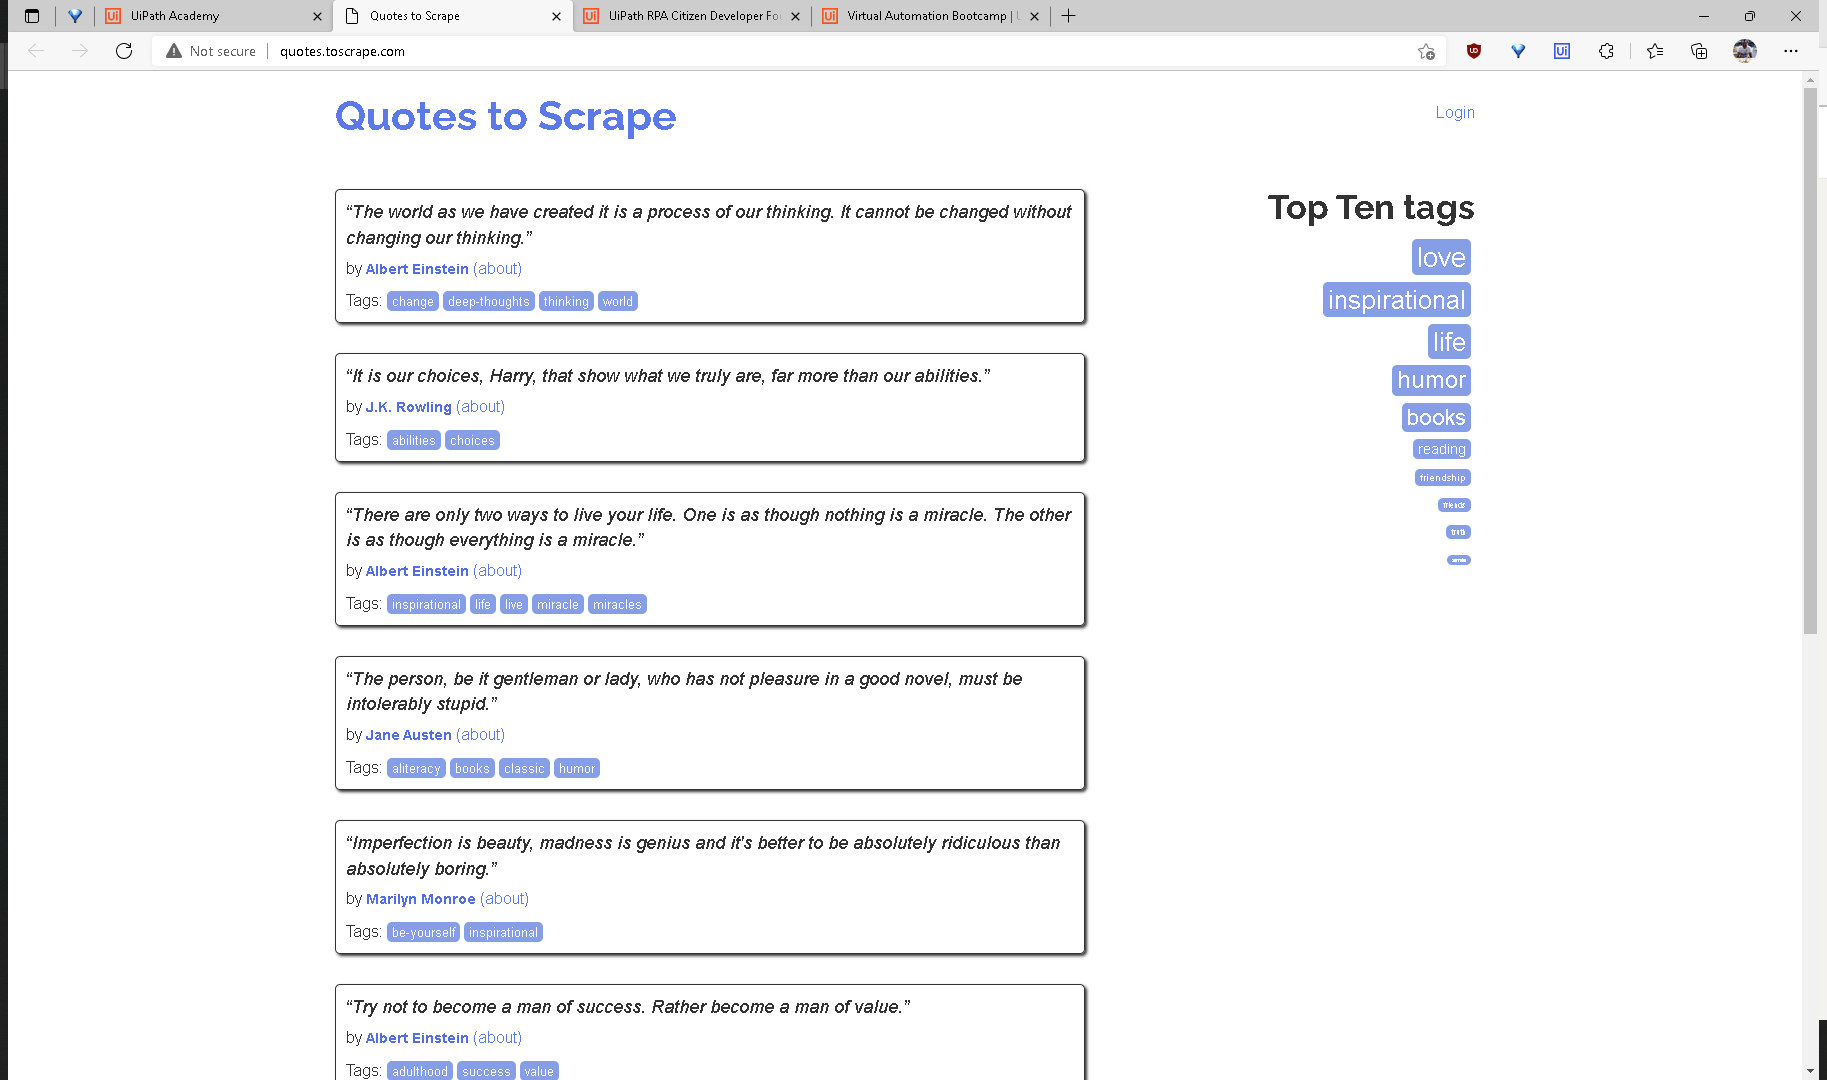 UiPath Academy
Quotes to Scrape
UiPath RPA Citizen Developer Fo
Virtual Automation Bootcamp |
Not secure
quotes.toscrape.com
Quotes to Scrape
Login
“The world as we have created it is a process of our thinking. It cannot be changed without
changing our thinking.”
by Albert Einstein (about)
Tags: change deep-thoughts thinking world
“It is our choices, Harry, that show what we truly are, far more than our abilities.”
by J.K. Rowling (about)
Tags: abilities choices
“There are only two ways to live your life. One is as though nothing is a miracle. The other
is as though everything is a miracle.”
by Albert Einstein (about)
Tags: inspirational life live miracle miracles
“The person, be it gentleman or lady, who has not pleasure in a good novel, must be
intolerably stupid.”
by Jane Austen (about)
Tags: aliteracy books classic humor
“Imperfection is beauty, madness is genius and it's better to be absolutely ridiculous than
absolutely boring.”
by Marilyn Monroe (about)
Tags: be-yourself inspirational
“Try not to become a man of success. Rather become a man of value.”
by Albert Einstein (about)
Tags: adulthood success value
Top Ten tags
love
inspirational
life
humor
books
reading
friendship
friends
truth